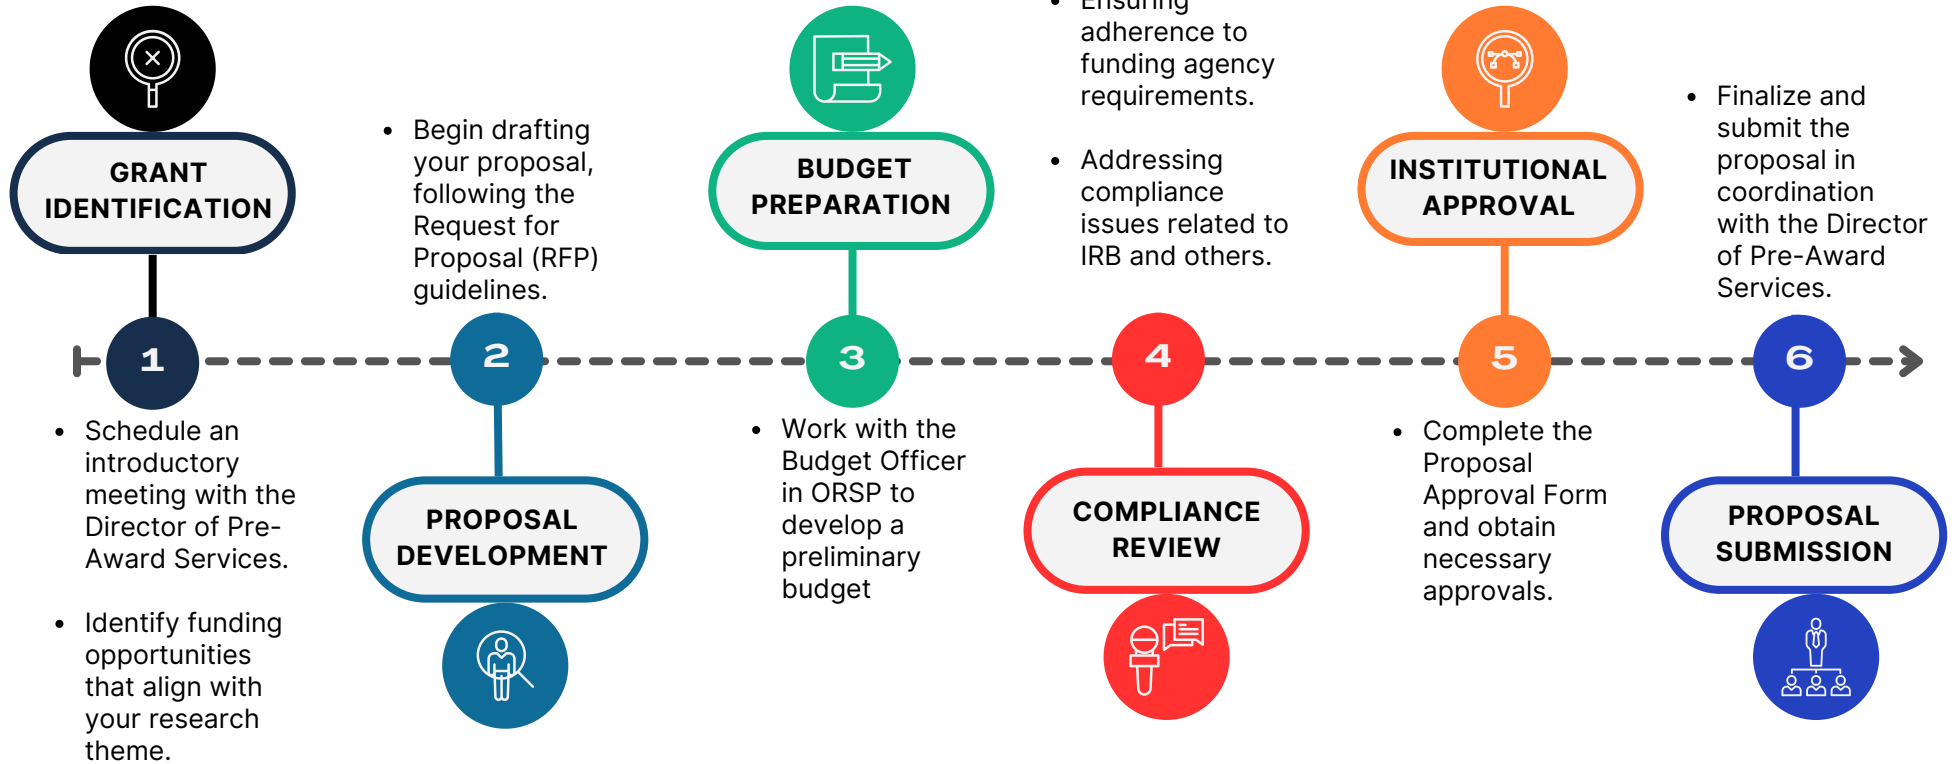 GRANT
IDENTIFICATION
1
• Schedule an
introductory
meeting with the
Director of Pre-
Award Services.
• Identify funding
opportunities
that align with
your research
theme.
• Begin drafting
your proposal,
following the
Request for
Proposal (RFP)
guidelines.
2
PROPOSAL
DEVELOPMENT
BUDGET
PREPARATION
3
• Work with the
Budget Officer
in ORSP to
develop a
preliminary
budget
• Ensuring
adherence to
funding agency
requirements.
• Addressing
compliance
issues related to
IRB and others.
4
COMPLIANCE
REVIEW
INSTITUTIONAL
APPROVAL
5
• Complete the
Proposal
Approval Form
and obtain
necessary
approvals.
• Finalize and
submit the
proposal in
coordination
with the Director
of Pre-Award
Services.
6
PROPOSAL
SUBMISSION